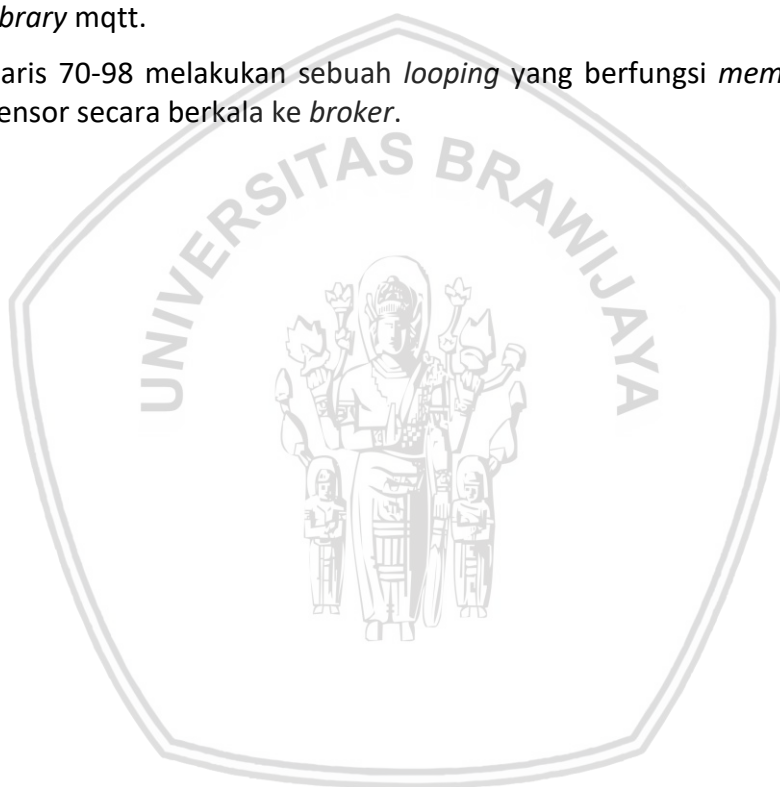 brary mqtt.
aris 70-98 melakukan sebuah looping yang berfungsi mem
ensor secara berkala ke broker.
UNIVERSITAS BRAWIJAYA